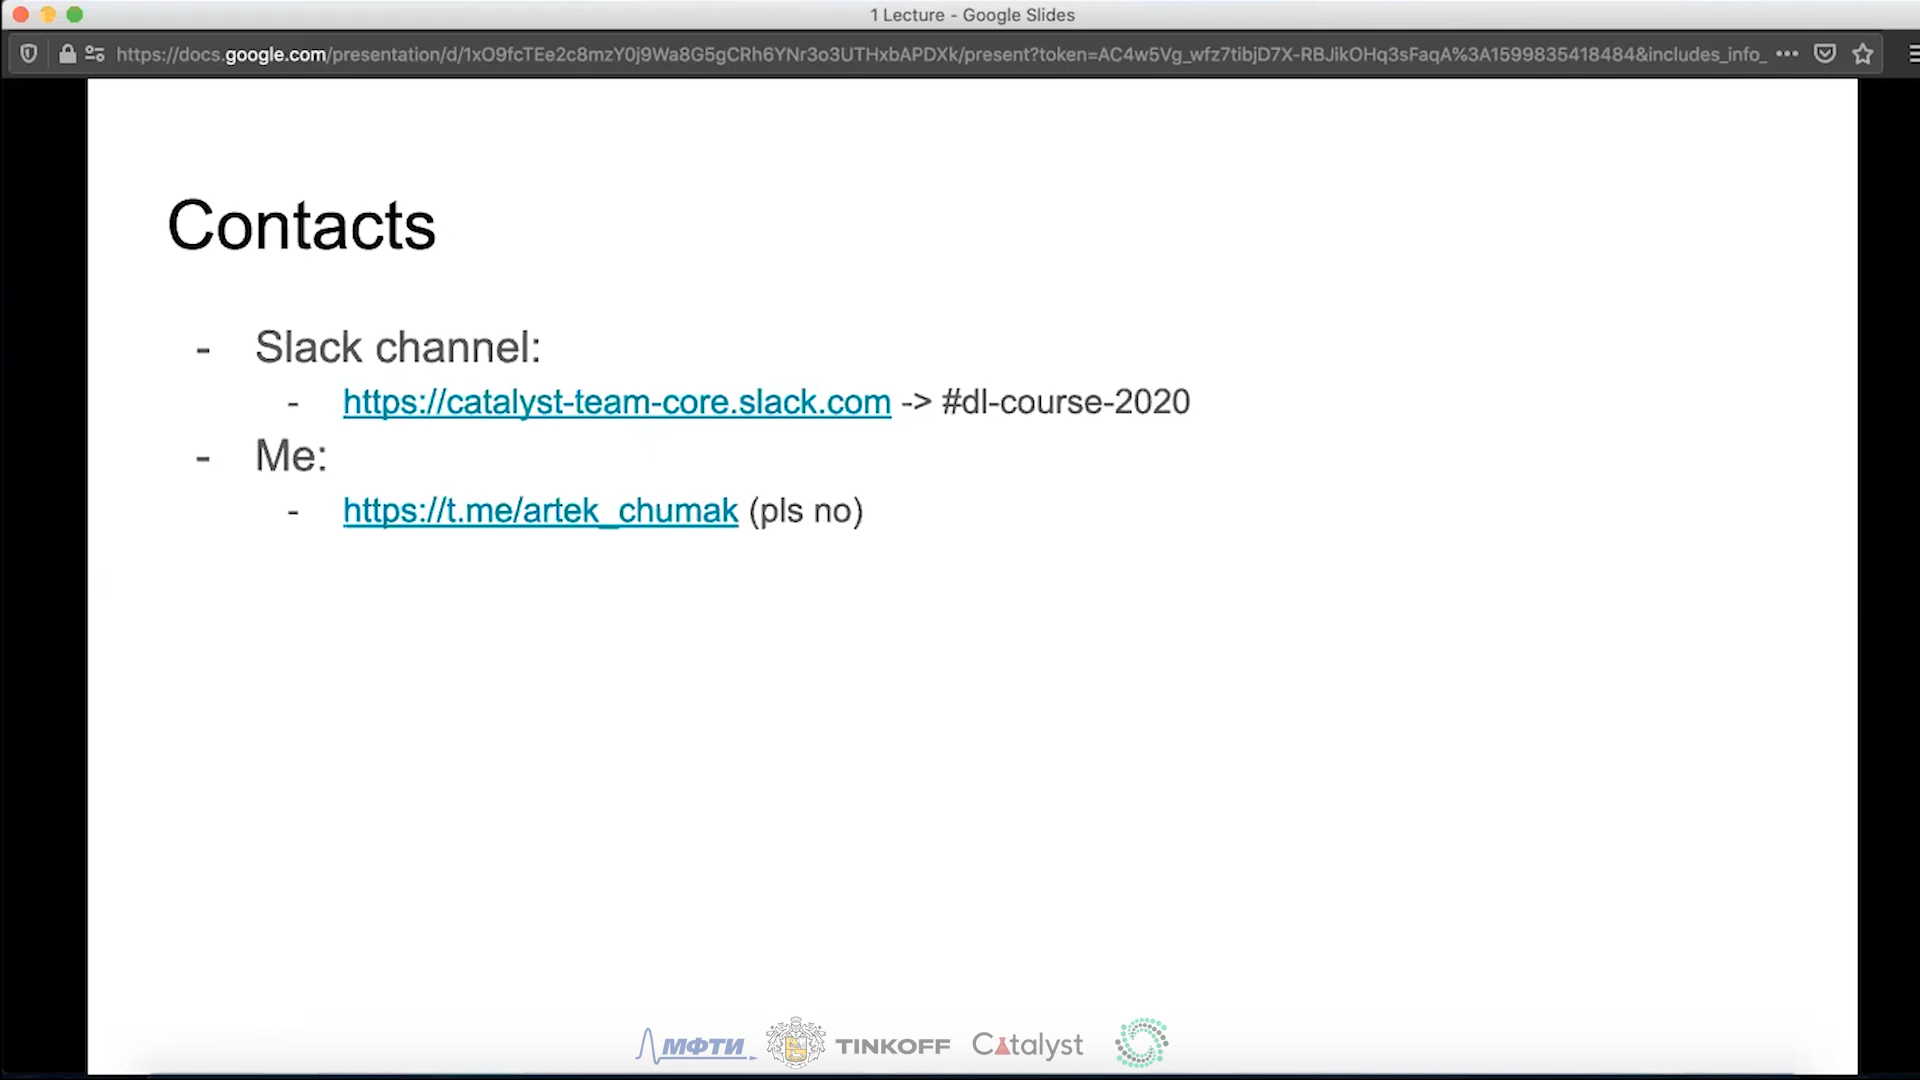 1 Lecture - Google Slides
https://docs.google.com/presentation/d/1xO9fcTEe2c8mzY0j9Wa8G5gCRh6YNr3o3UTHxbAPDXk/present?token=AC4w5Vg_wfz7tibjD7X-RBJikOHq3sFaqA%3A1599835418484&includes_info_
Contacts
- Slack channel:
- https://catalyst-team-core.slack.com -> #dl-course-2020
- Me:
- https://t.me/artek_chumak (pls no)
МФТИ TINKOFF Catalyst